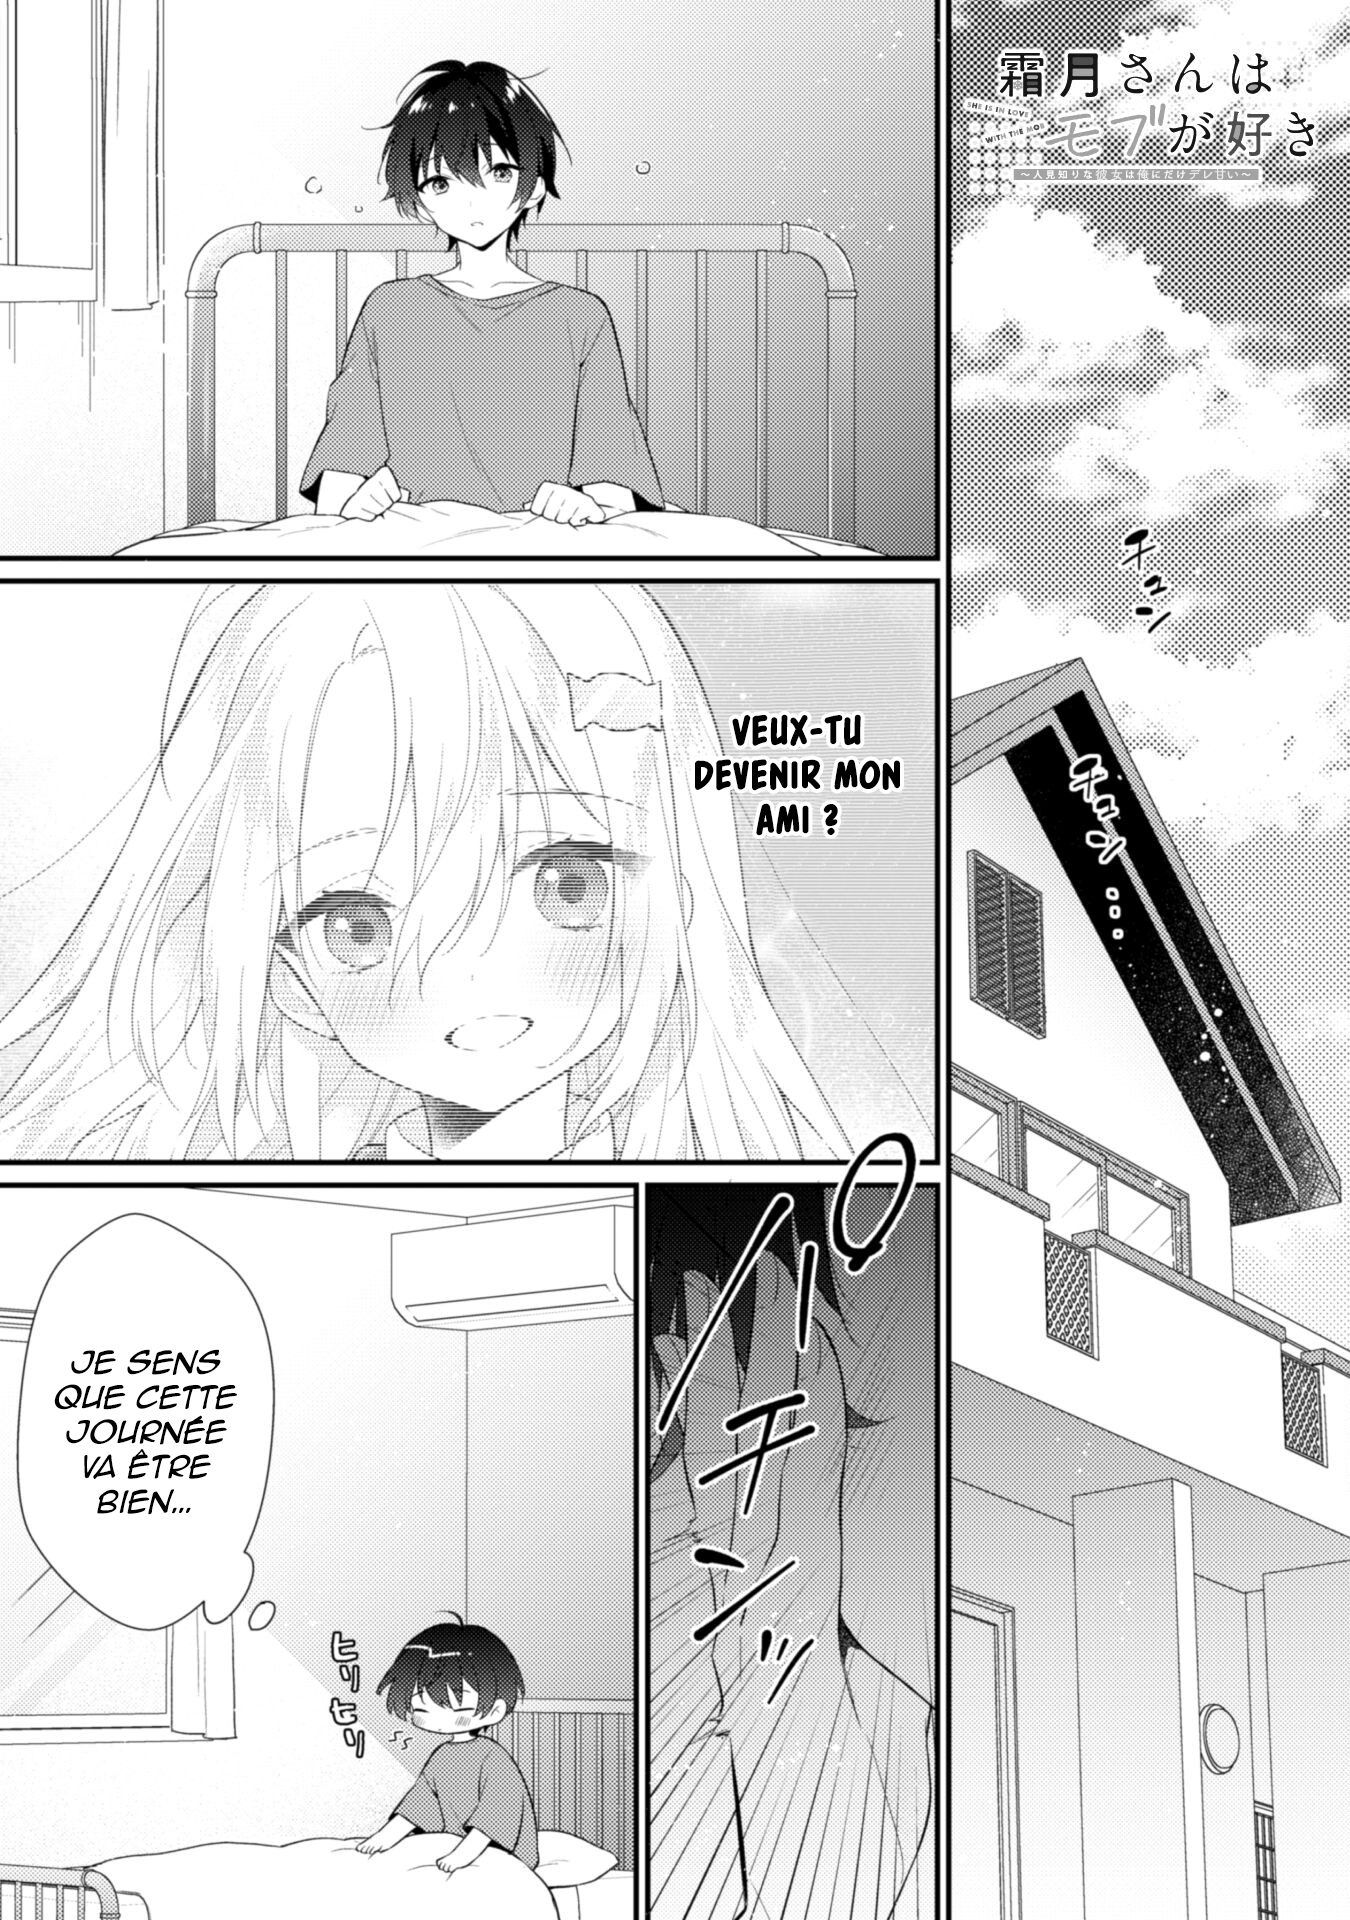 霜月さんは
SHE IS IN LOVE
WITH THE MOB
モブが好き
～人見知りな彼女は俺にだけデレ甘い～
チュン
チュン...
VEUX-TU
DEVENIR MON
AMI ?
パチンッ
JE SENS
QUE CETTE
JOURNÉE
VA ÊTRE
BIEN...
ヒリヒリ